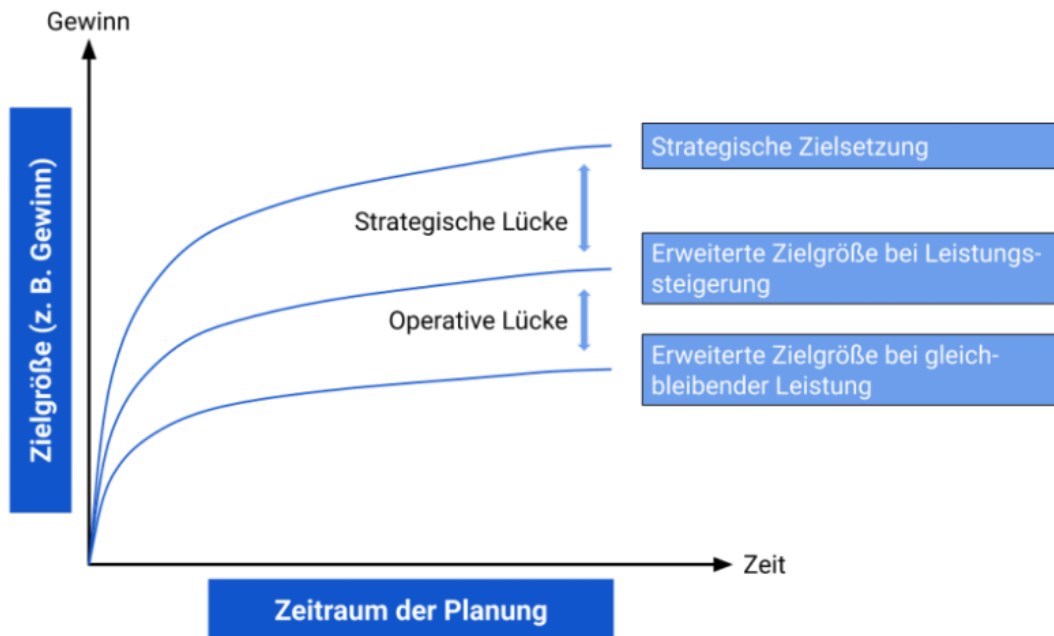 Gewinn
Zielgröße (z. B. Gewinn)
Strategische Zielsetzung
Strategische Lücke
Erweiterte Zielgröße bei Leistungs-
steigerung
Operative Lücke
Erweiterte Zielgröße bei gleich-
bleibender Leistung
Zeit
Zeitraum der Planung